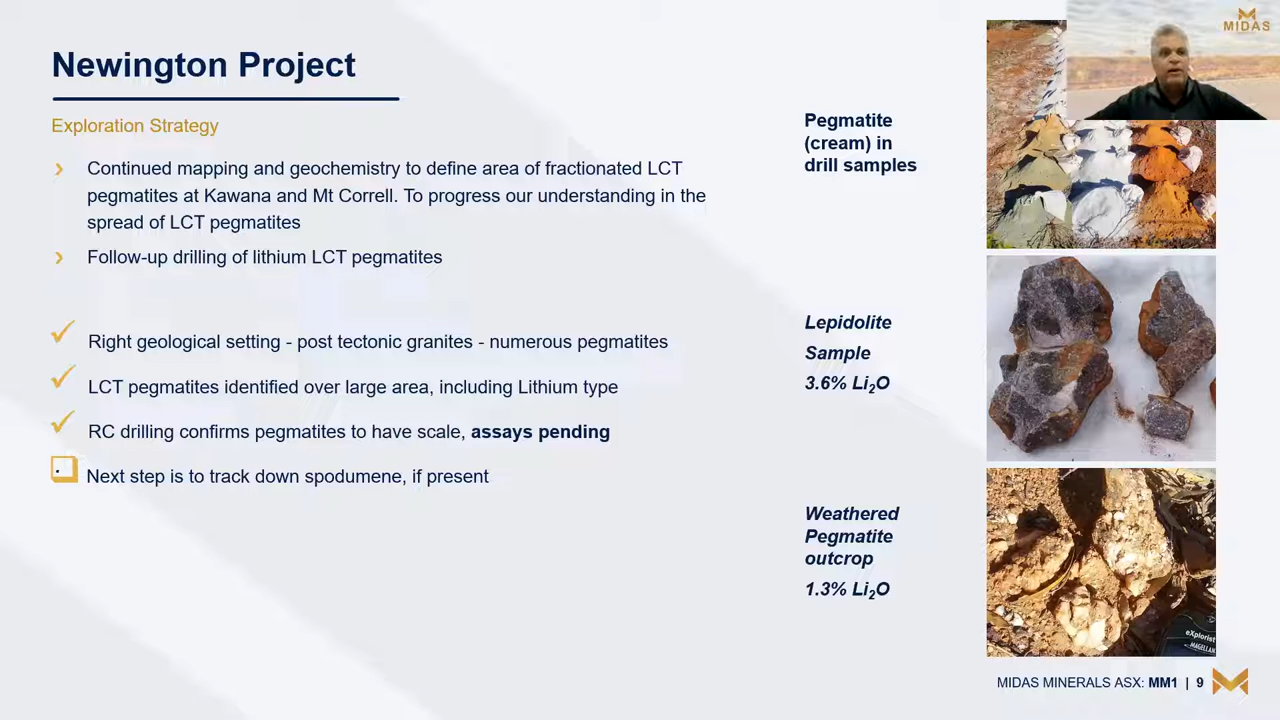 MIDAS
Newington Project
Exploration Strategy
› Continued mapping and geochemistry to define area of fractionated LCT
pegmatites at Kawana and Mt Correll. To progress our understanding in the
spread of LCT pegmatites
› Follow-up drilling of lithium LCT pegmatites
✓ Right geological setting - post tectonic granites - numerous pegmatites
✓ LCT pegmatites identified over large area, including Lithium type
✓ RC drilling confirms pegmatites to have scale, assays pending
Next step is to track down spodumene, if present
Pegmatite
(cream) in
drill samples
Lepidolite
Sample
3.6% Li₂O
Weathered
Pegmatite
outcrop
1.3% Li₂O
eXplorist
MAGELLAN
MIDAS MINERALS ASX: MM1 | 9